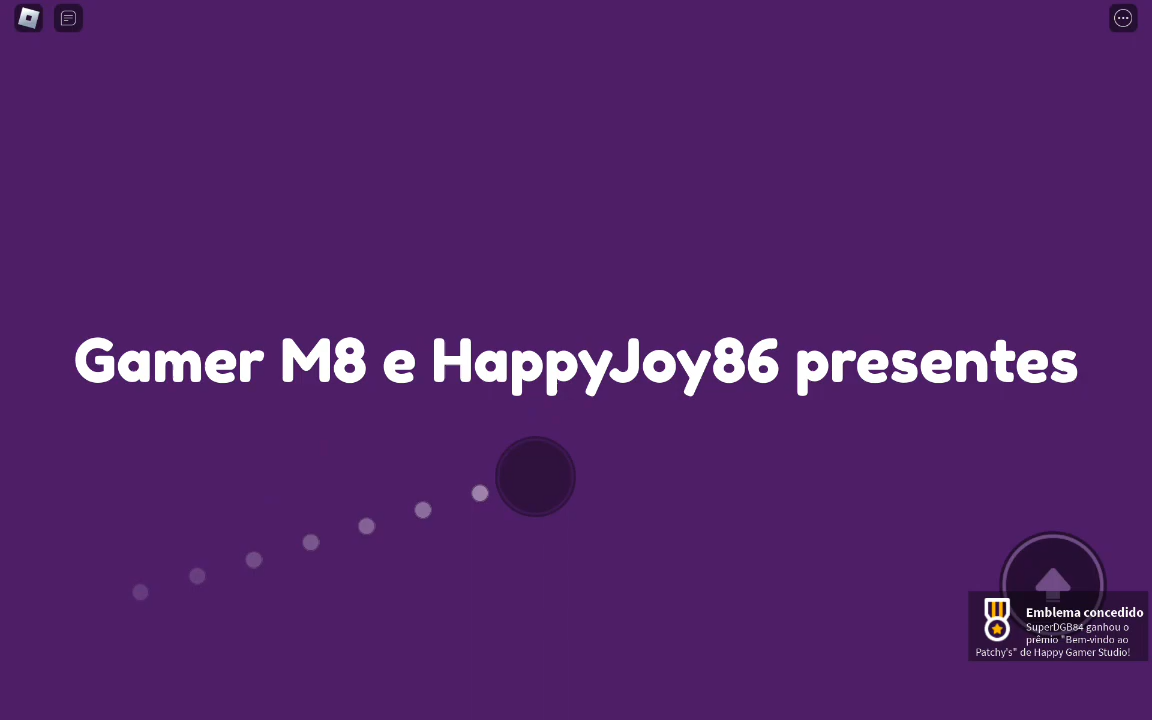 Gamer M8 e HappyJoy86 presentes
Emblema concedido
SuperDGB84 ganhou o
prêmio "Bem-vindo ao
Patchy's" de Happy Gamer Studio!